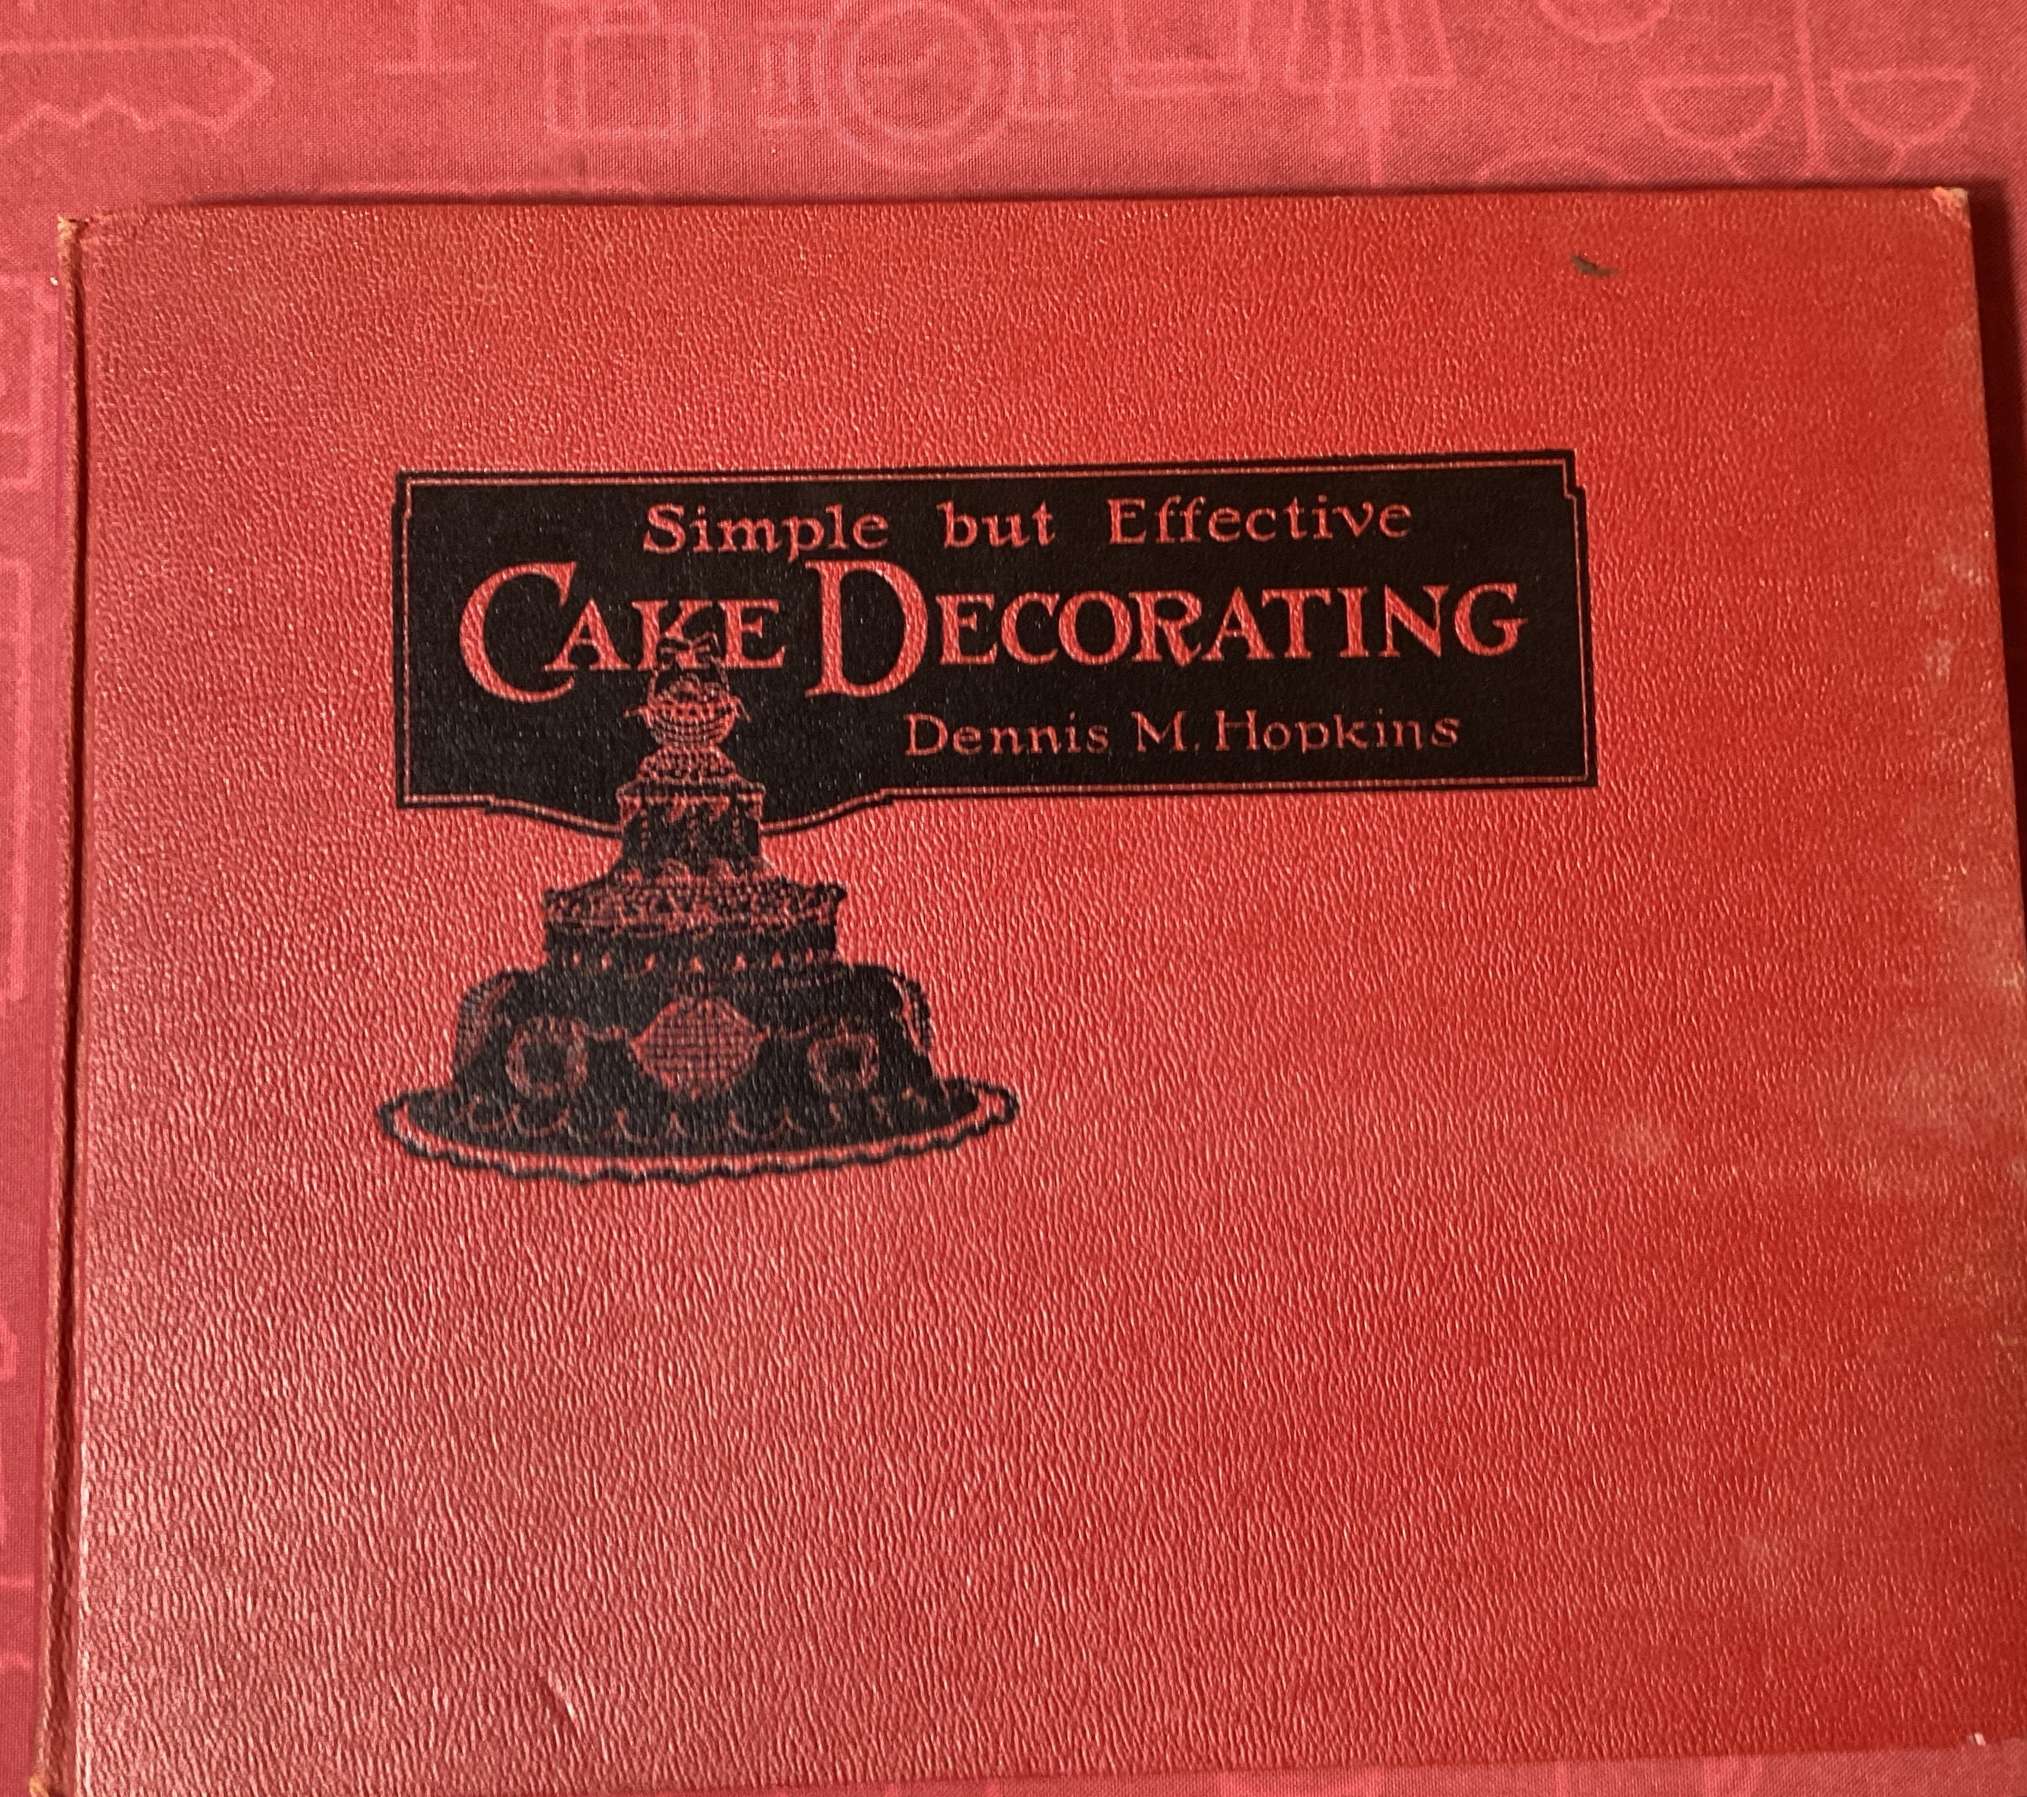 Simple but Effective
CAKE DECORATING
Dennis M. Hopkins